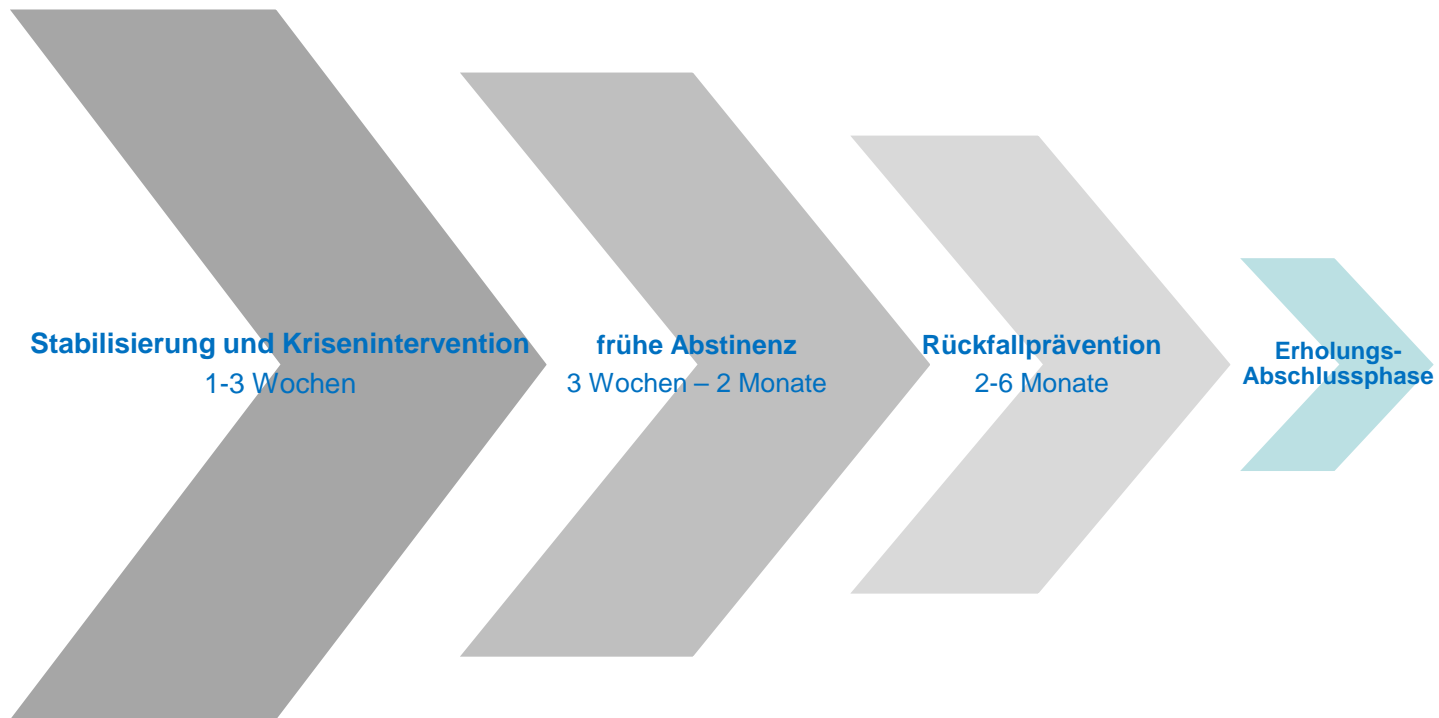 Stabilisierung und Krisenintervention
1-3 Wochen
frühe Abstinenz
3 Wochen – 2 Monate
Rückfallprävention
2-6 Monate
Erholungs-
Abschlussphase